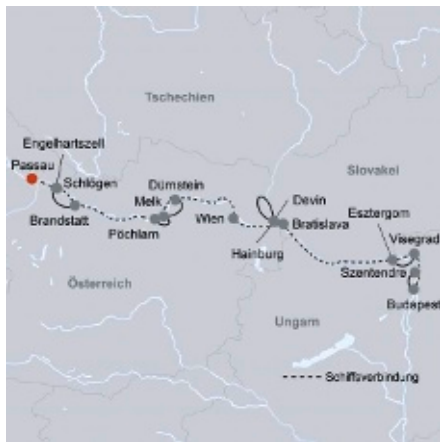 Tschechien
Engelhartszell
Passau
Slovakei
Schlögen
Dürnstein
Devin
Melk
Esztergom
Brandstatt
Wien
Bratislava
Visegrad
Pöchlarn
Hainburg
Szentendre
Österreich
Budapest
Ungarn
Schiffsverbindung